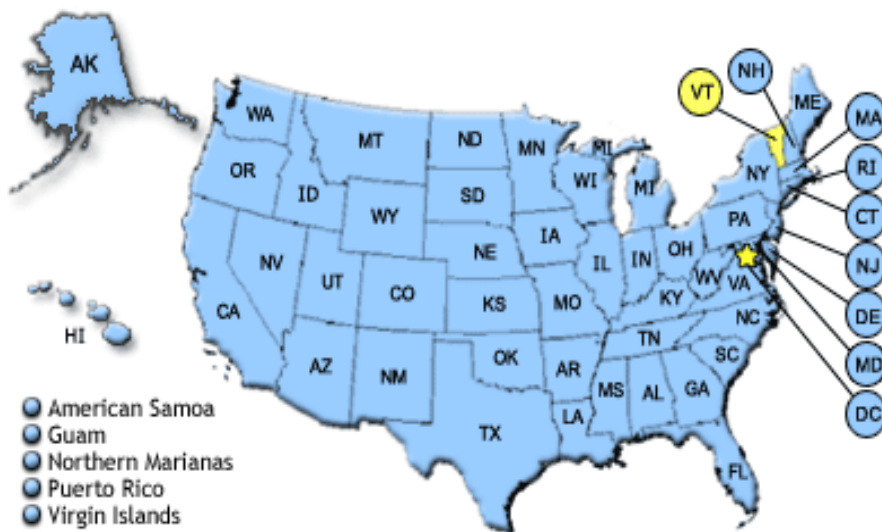 AK
VT
NH
ME
MA
RI
CT
NJ
DE
MD
DC
WA
MT
ND
MN
MI
OR
ID
WY
SD
WI
MI
NY
PA
NV
UT
CO
NE
IA
IL
IN
OH
WV
VA
CA
KS
MO
KY
NC
TN
AZ
NM
OK
AR
SC
TX
LA
MS
AL
GA
FL
HI
American Samoa
Guam
Northern Marianas
Puerto Rico
Virgin Islands